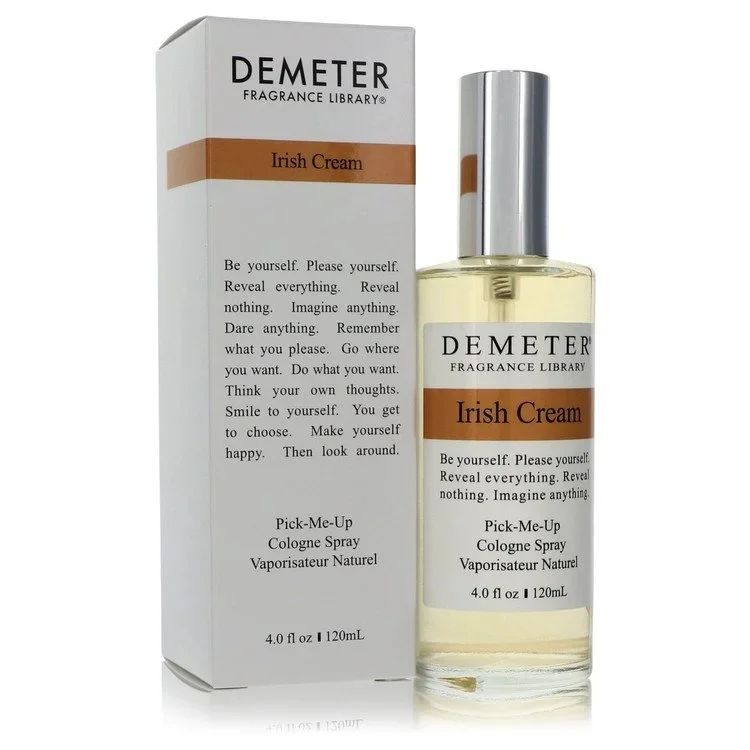 DEMETER
FRAGRANCE LIBRARY®
Irish Cream
Be yourself. Please yourself.
Reveal everything. Reveal
nothing. Imagine anything.
Dare anything. Remember
what you please. Go where
you want. Do what you want.
Think your own thoughts.
Smile to yourself. You get
to choose. Make yourself
happy. Then look around.
Pick-Me-Up
Cologne Spray
Vaporisateur Naturel
4.0 fl oz 120mL
DEMETER®
FRAGRANCE LIBRARY
Irish Cream
Be yourself. Please yourself.
Reveal everything. Reveal
nothing. Imagine anything.
Pick-Me-Up
Cologne Spray
Vaporisateur Naturel
4.0 fl oz 120mL